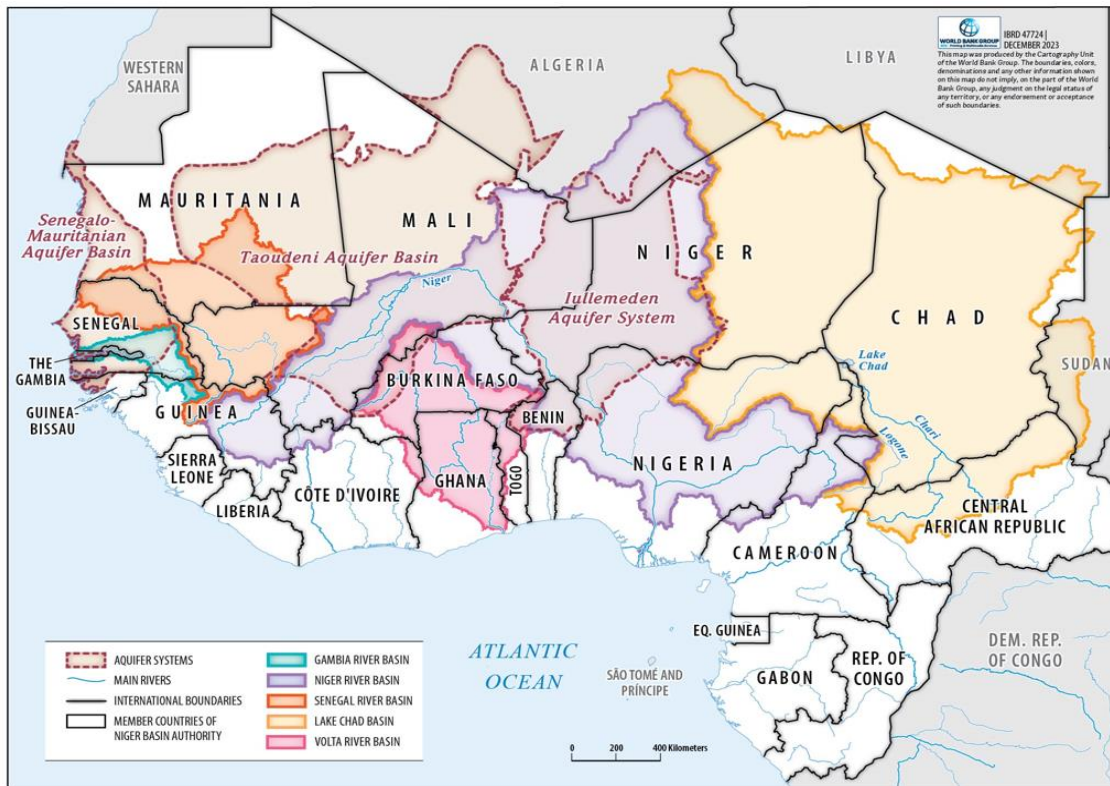 WORLD BANK GROUP
IBRD 47724 |
DECEMBER 2023
This map was produced by the Cartography Unit
of the World Bank Group. The boundaries, colors,
denominations and any other information shown
on this map do not imply, on the part of the World
Bank Group, any judgment on the legal status of
any territory, or any endorsement or acceptance
of such boundaries.
WESTERN
SAHARA
ALGERIA
LIBYA
MAURITANIA
MALI
NIGER
CHAD
SUDAN
Senegalo-
Mauritanian
Aquifer Basin
Taoudeni Aquifer Basin
Niger
Iullemeden
Aquifer System
SENEGAL
THE
GAMBIA
GUINEA-
BISSAU
GUINEA
SIERRA
LEONE
LIBERIA
CÔTE D'IVOIRE
BURKINA FASO
GHANA
TOGO
BENIN
NIGERIA
Lake
Chad
Chari
Logone
CENTRAL
AFRICAN REPUBLIC
CAMEROON
EQ. GUINEA
GABON
REP. OF
CONGO
DEM. REP.
OF CONGO
SÃO TOMÉ AND
PRÍNCIPE
ATLANTIC
OCEAN
AQUIFER SYSTEMS
MAIN RIVERS
INTERNATIONAL BOUNDARIES
MEMBER COUNTRIES OF
NIGER BASIN AUTHORITY
GAMBIA RIVER BASIN
NIGER RIVER BASIN
SENEGAL RIVER BASIN
LAKE CHAD BASIN
VOLTA RIVER BASIN
0 200 400 Kilometers